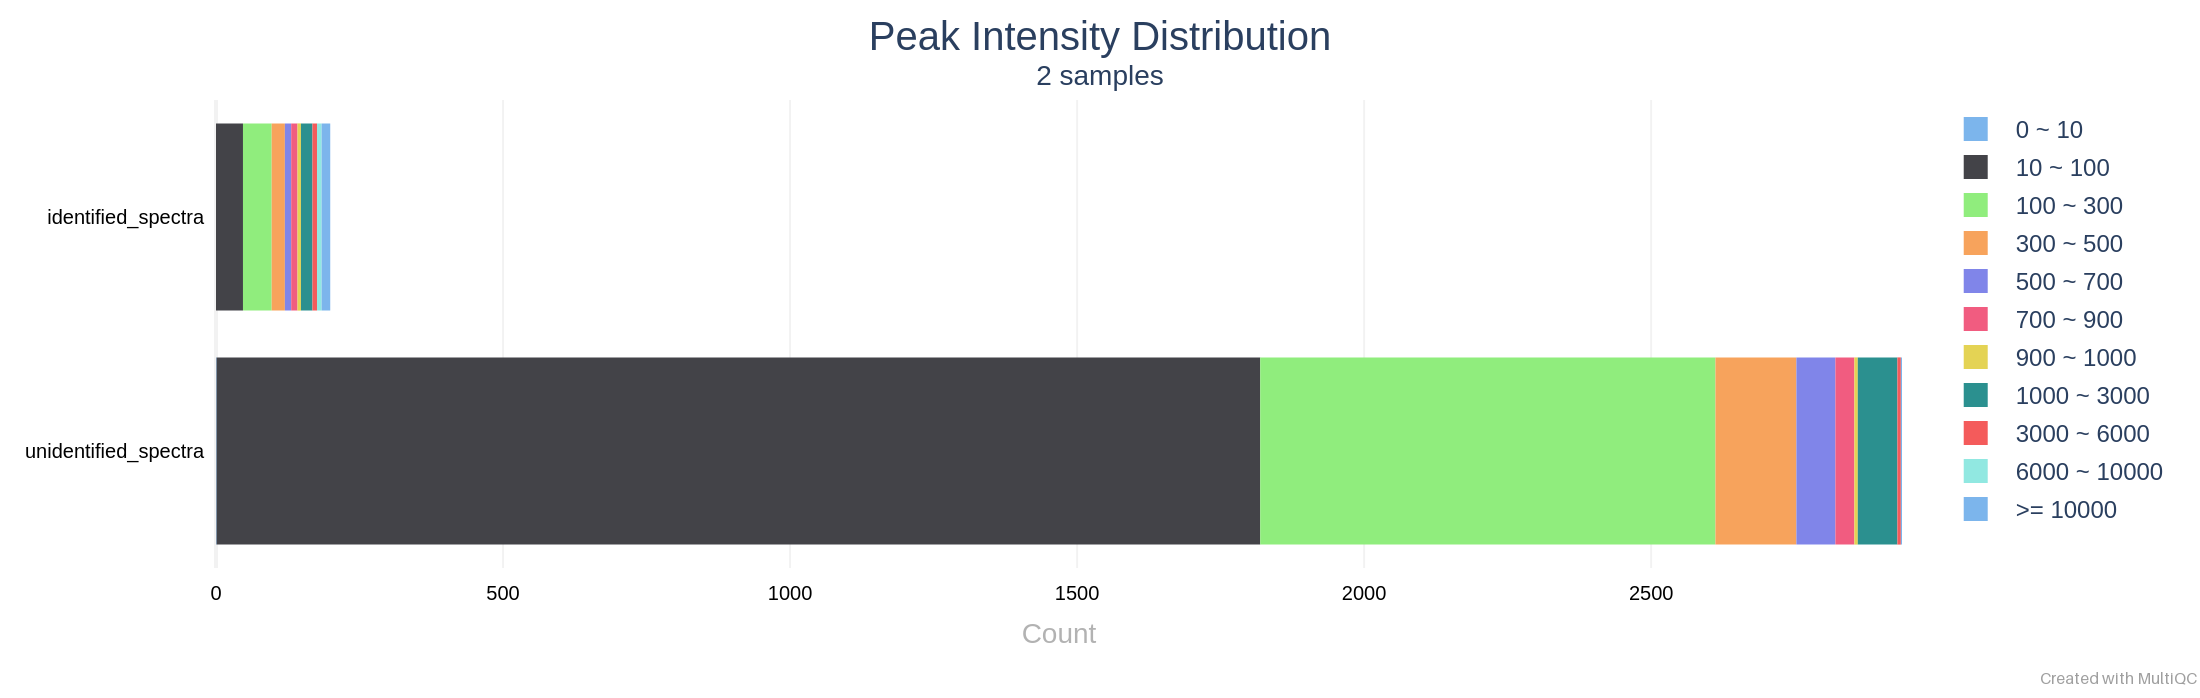 Peak Intensity Distribution
2 samples
identified_spectra
unidentified_spectra
0
500
1000
1500
2000
2500
Count
0 ~ 10
10 ~ 100
100 ~ 300
300 ~ 500
500 ~ 700
700 ~ 900
900 ~ 1000
1000 ~ 3000
3000 ~ 6000
6000 ~ 10000
>= 10000
Created with MultiQC